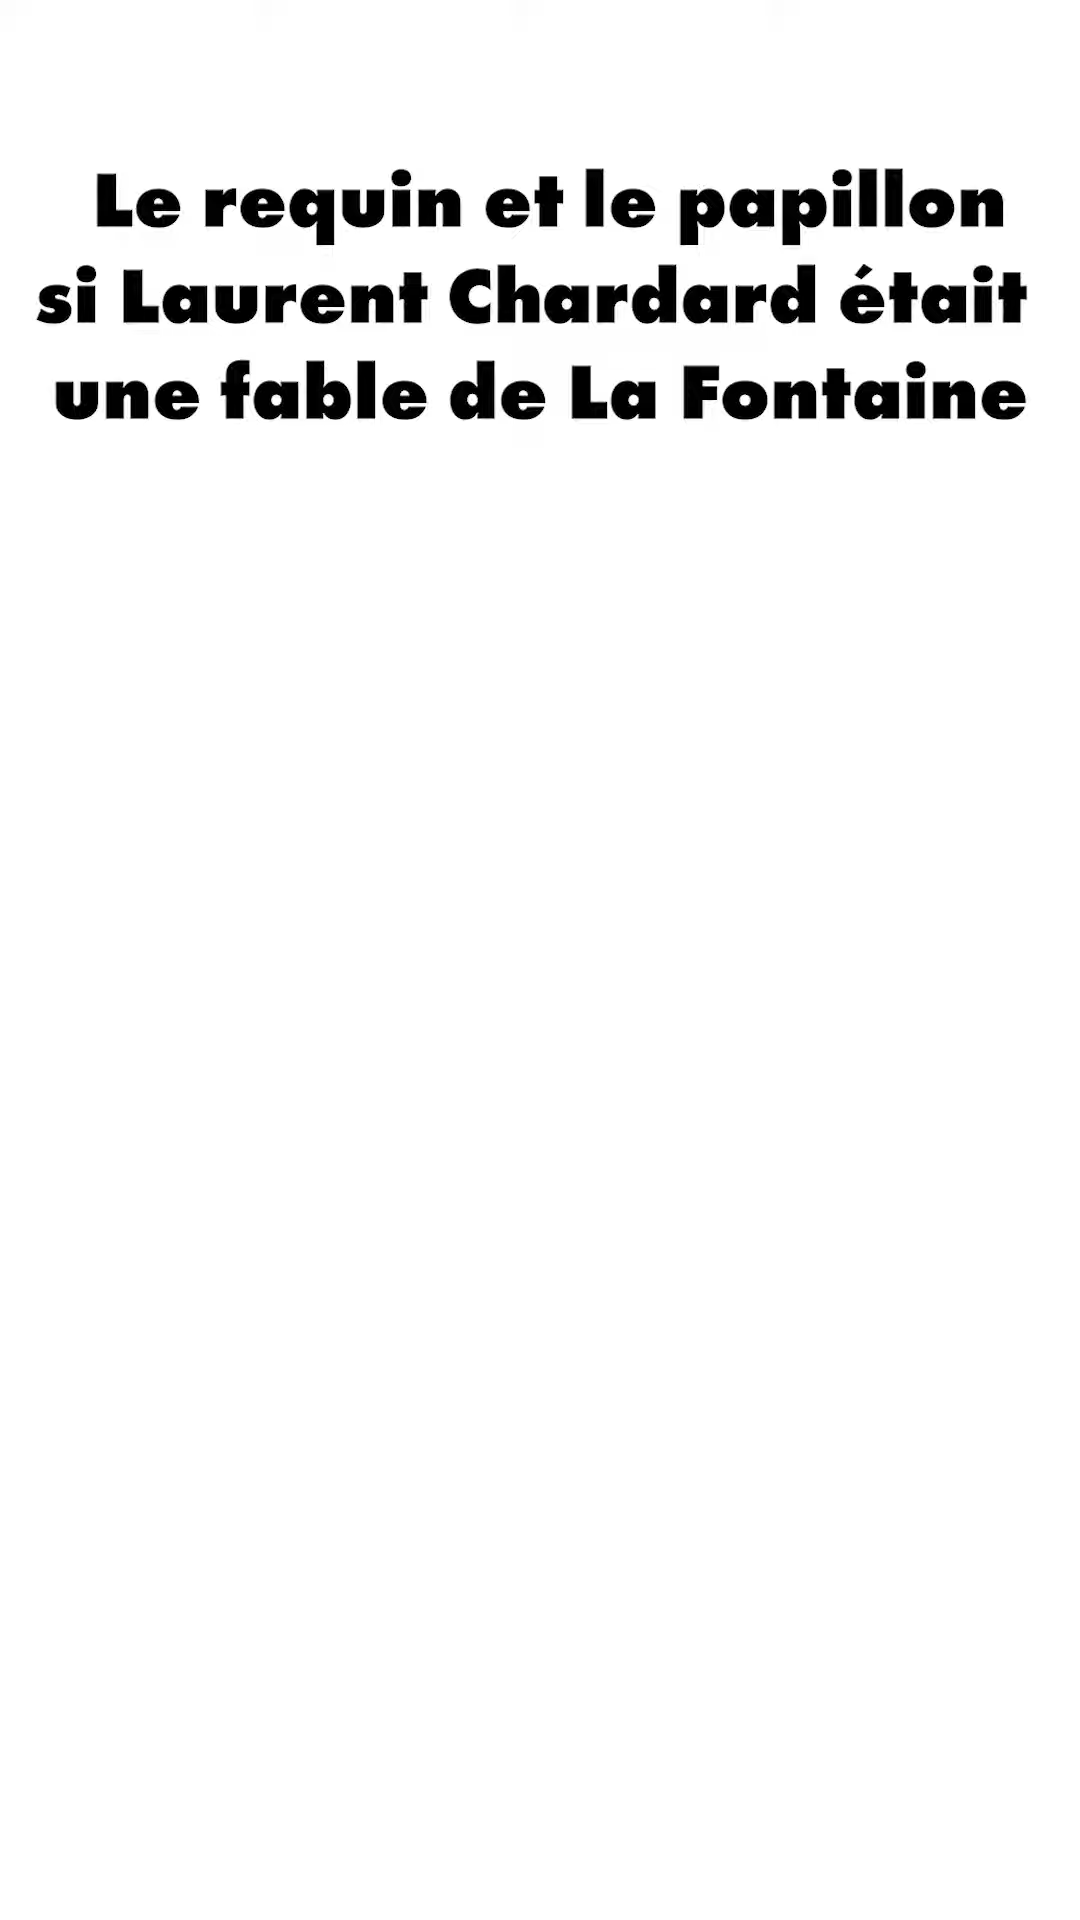 Le requin et le papillon
si Laurent Chardard était
une fable de La Fontaine